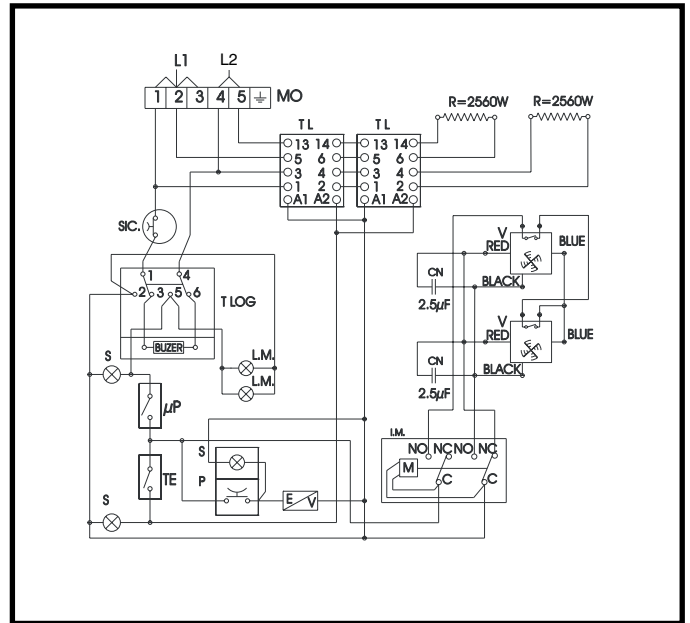 L1 L2
1 2 3 4 5 MO
R=2560W R=2560W
T L T L
13 14 13 14
5 6 5 6
3 4 3 4
1 2 1 2
A1 A2 A1 A2
SIC.
V
RED BLUE
1 4
2 3 5 6 T LOG
CN BLACK
2.5µF
BUZER
V
RED BLUE
S L.M.
CN BLACK
L.M.
2.5µF
µP
I.M.
NO NC NO NC
S
M
TE P C C
S E V